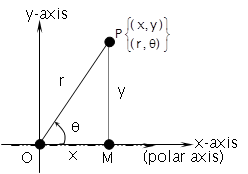 y-axis
P { (x,y)
(r, θ) }
r
y
θ
x-axis
O
x
M
(polar axis)